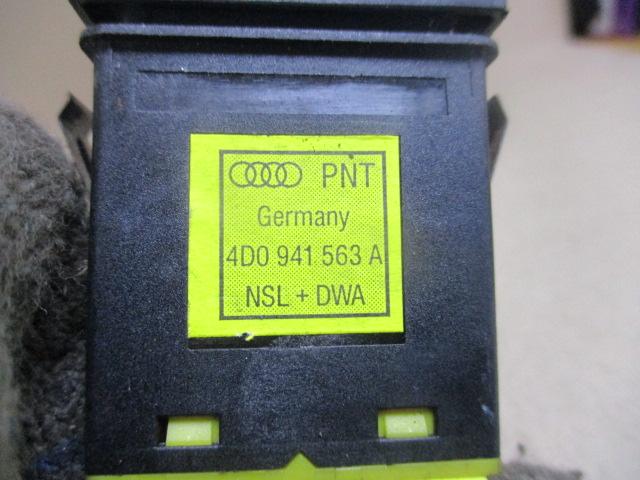 PNT
Germany
4D0 941 563 A
NSL + DWA